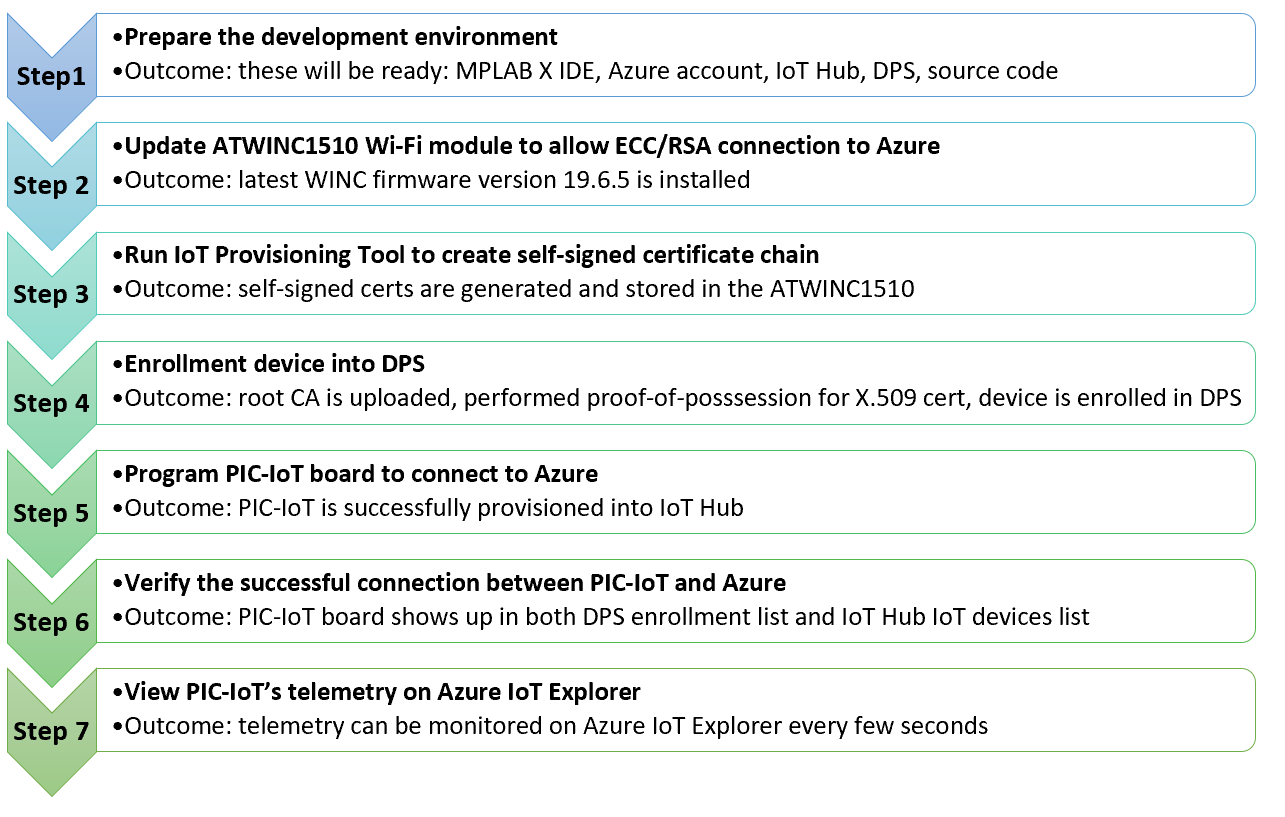 Step1
•Prepare the development environment
•Outcome: these will be ready: MPLAB X IDE, Azure account, IoT Hub, DPS, source code
Step 2
•Update ATWINC1510 Wi-Fi module to allow ECC/RSA connection to Azure
•Outcome: latest WINC firmware version 19.6.5 is installed
Step 3
•Run IoT Provisioning Tool to create self-signed certificate chain
•Outcome: self-signed certs are generated and stored in the ATWINC1510
Step 4
•Enrollment device into DPS
•Outcome: root CA is uploaded, performed proof-of-posssession for X.509 cert, device is enrolled in DPS
Step 5
•Program PIC-IoT board to connect to Azure
•Outcome: PIC-IoT is successfully provisioned into IoT Hub
Step 6
•Verify the successful connection between PIC-IoT and Azure
•Outcome: PIC-IoT board shows up in both DPS enrollment list and IoT Hub IoT devices list
Step 7
•View PIC-IoT’s telemetry on Azure IoT Explorer
•Outcome: telemetry can be monitored on Azure IoT Explorer every few seconds